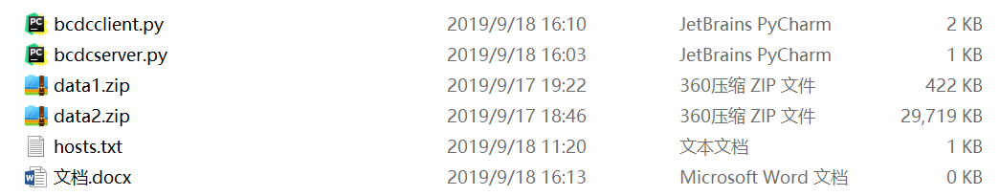 bcdcclient.py 2019/9/18 16:10 JetBrains PyCharm 2 KB
bcdcserver.py 2019/9/18 16:03 JetBrains PyCharm 1 KB
data1.zip 2019/9/17 19:22 360压缩 ZIP 文件 422 KB
data2.zip 2019/9/17 18:46 360压缩 ZIP 文件 29,719 KB
hosts.txt 2019/9/18 11:20 文本文档 1 KB
文档.docx 2019/9/18 16:13 Microsoft Word 文档 0 KB